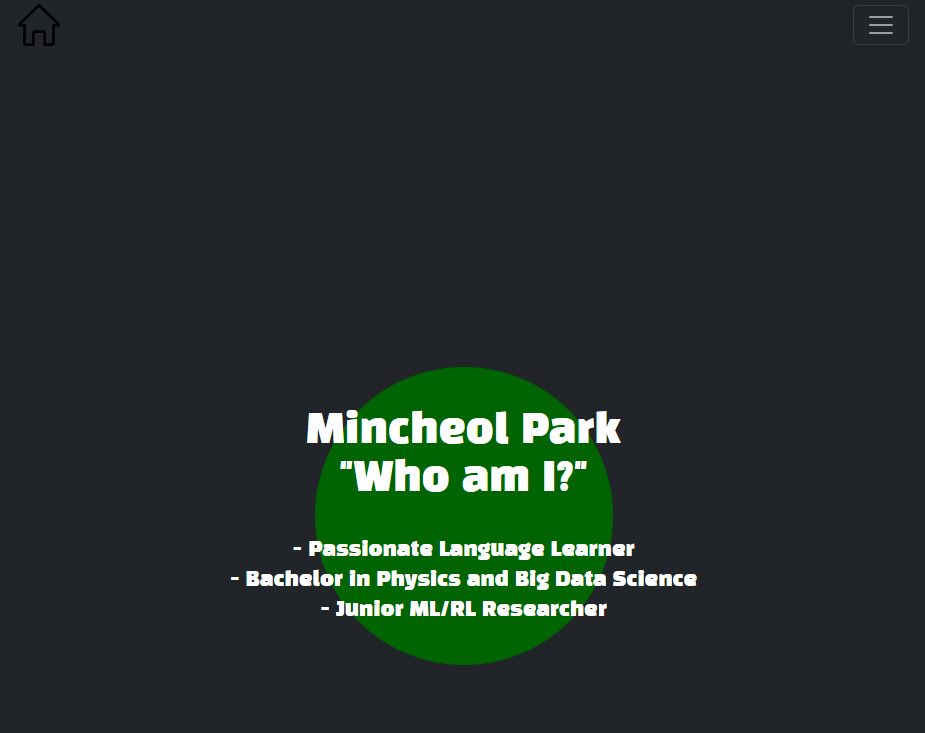 Mincheol Park
"Who am I?"
- Passionate Language Learner
- Bachelor in Physics and Big Data Science
- Junior ML/RL Researcher